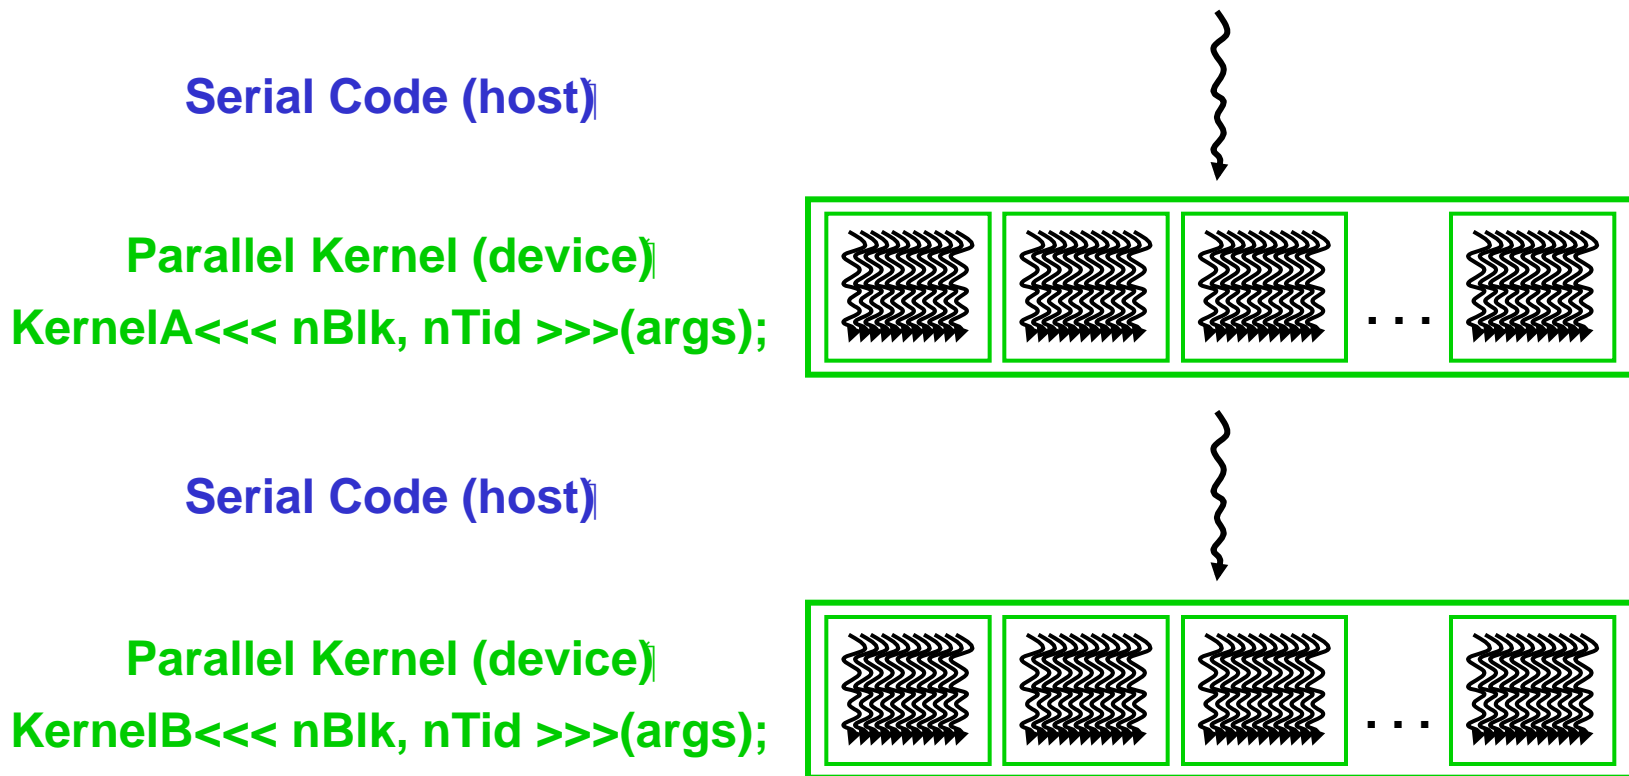 Serial Code (host)
Parallel Kernel (device)
KernelA<<< nBlk, nTid >>>(args);
. . .
Serial Code (host)
Parallel Kernel (device)
KernelB<<< nBlk, nTid >>>(args);
. . .